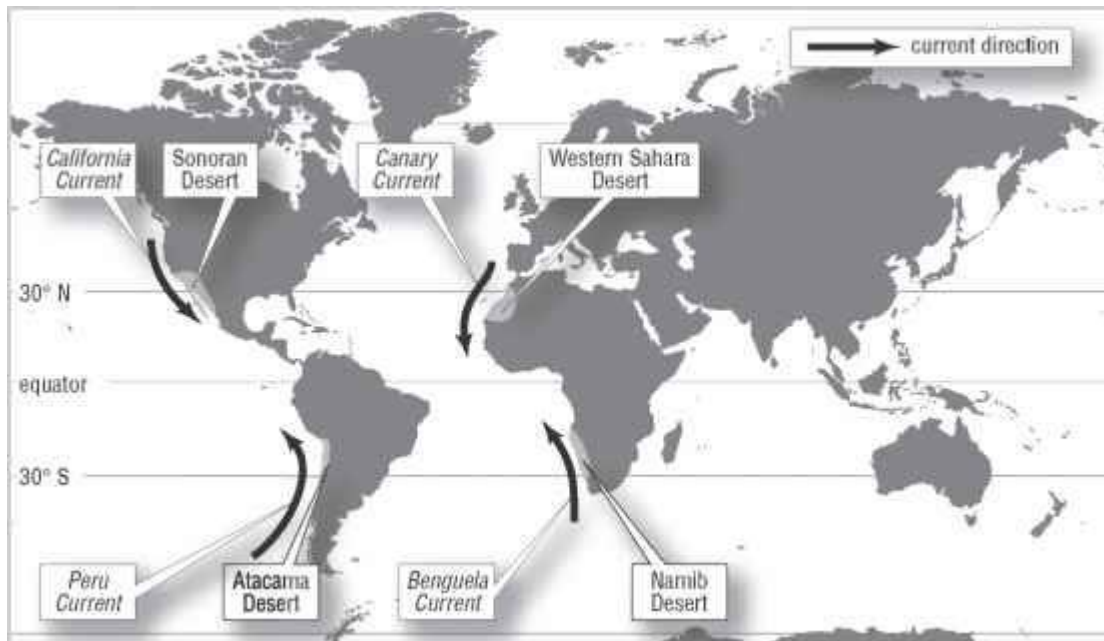 current direction
California
Current
Sonoran
Desert
Canary
Current
Western Sahara
Desert
30° N
equator
30° S
Peru
Current
Atacama
Desert
Benguela
Current
Namib
Desert